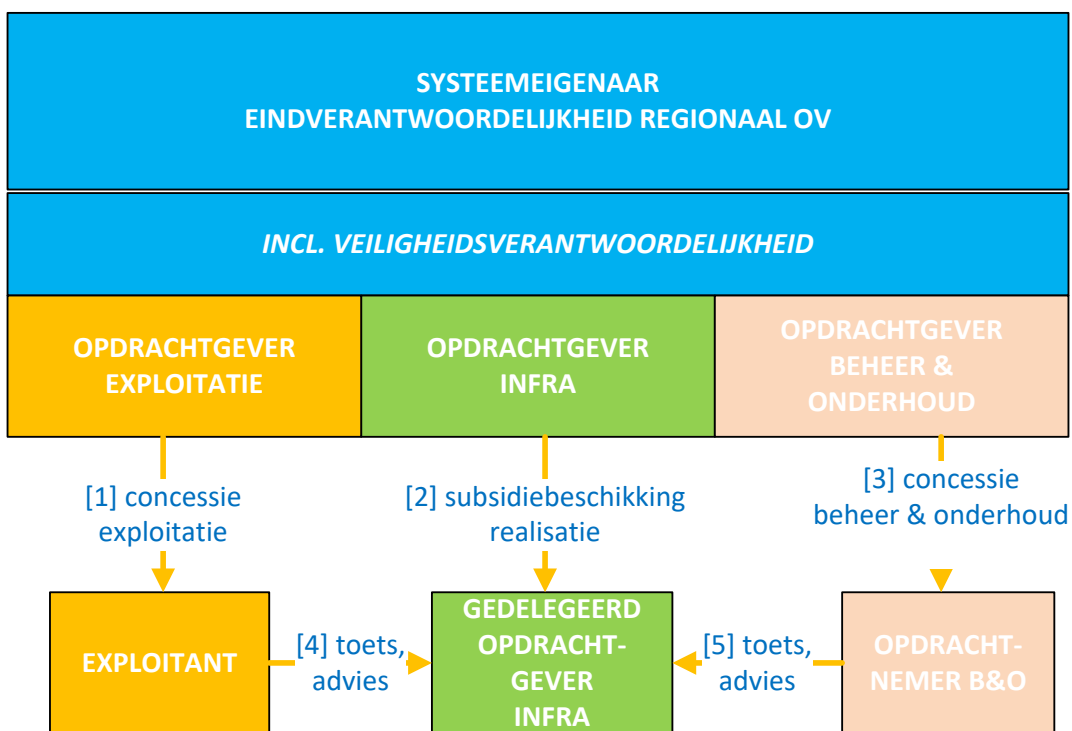 SYSTEEMEIGENAAR
EINDVERANTWOORDELIJKHEID REGIONAAL OV
INCL. VEILIGHEIDSVERANTWOORDELIJKHEID
OPDRACHTGEVER
EXPLOITATIE
OPDRACHTGEVER
INFRA
OPDRACHTGEVER
BEHEER &
ONDERHOUD
[1] concessie
exploitatie
[2] subsidiebeschikking
realisatie
[3] concessie
beheer & onderhoud
EXPLOITANT
[4] toets,
advies
GEDELEGEERD
OPDRACHT-
GEVER
INFRA
[5] toets,
advies
OPDRACHT-
NEMER B&O